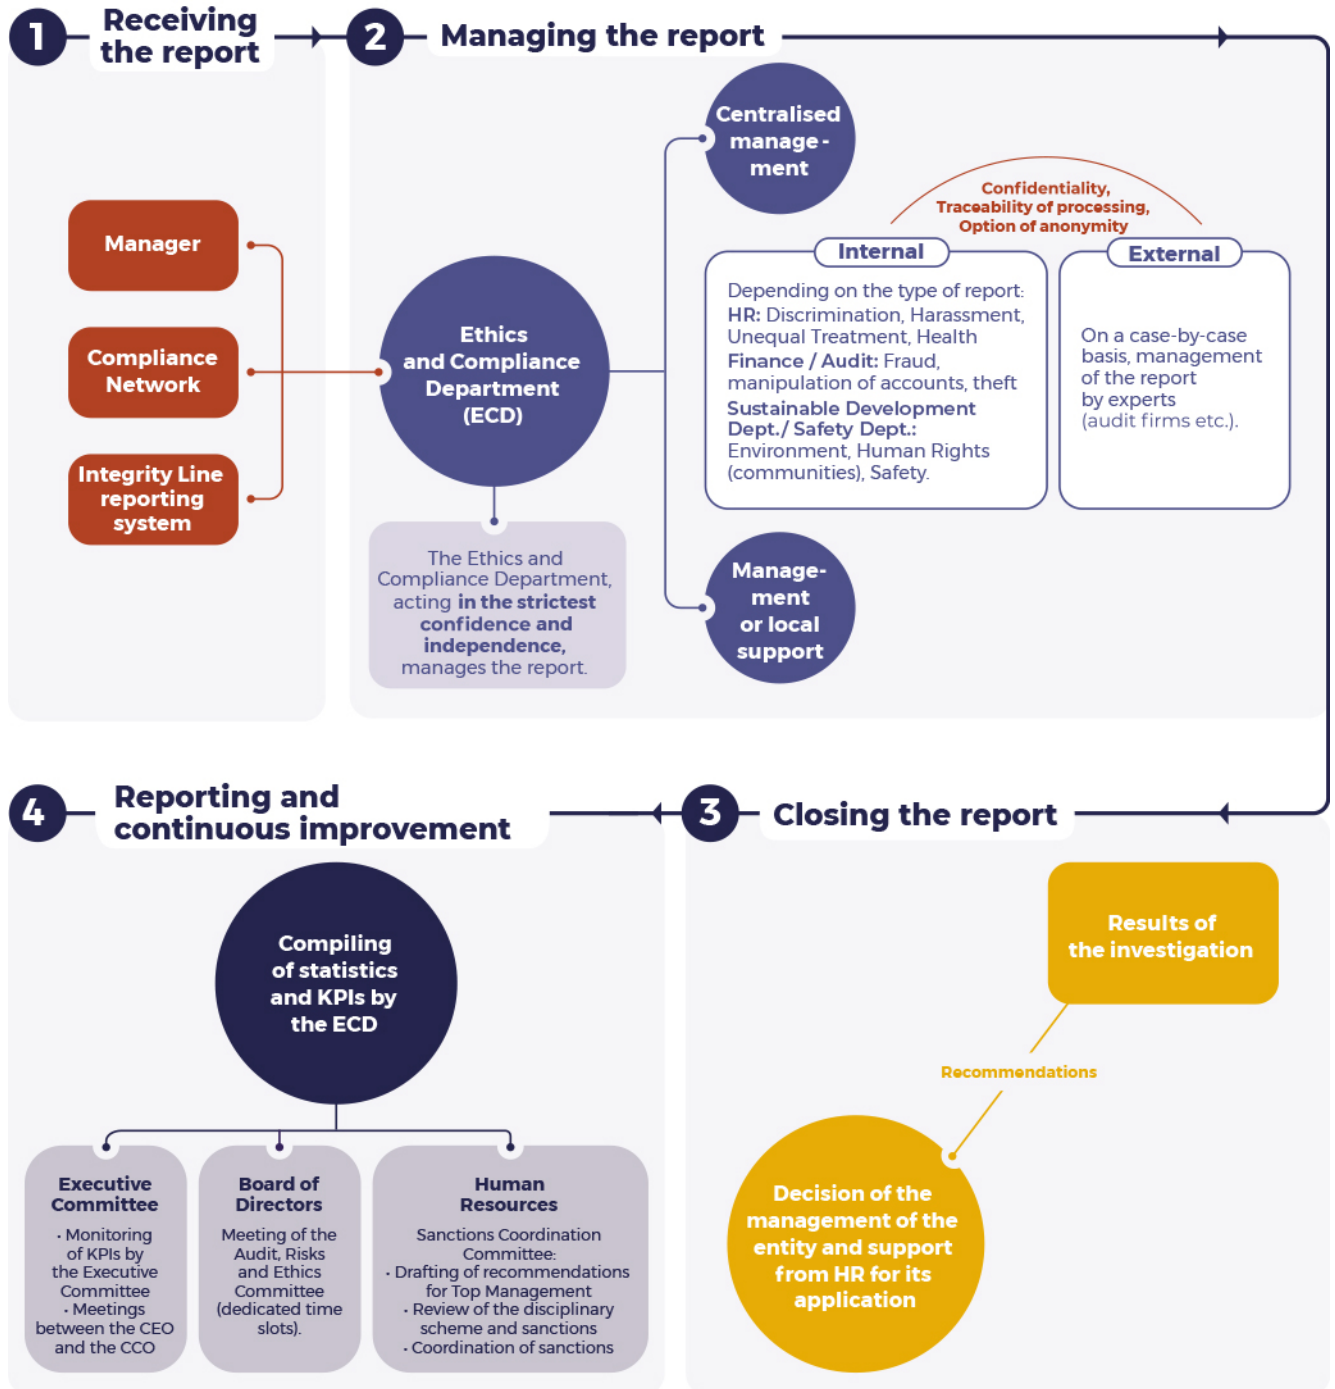 1
Receiving
the report
2
Managing the report
Manager
Compliance
Network
Integrity Line
reporting
system
Ethics
and Compliance
Department
(ECD)
The Ethics and
Compliance Department,
acting in the strictest
confidence and
independence,
manages the report.
Centralised
manage-
ment
Confidentiality,
Traceability of processing,
Option of anonymity
Internal
Depending on the type of report:
HR: Discrimination, Harassment,
Unequal Treatment, Health
Finance / Audit: Fraud,
manipulation of accounts, theft
Sustainable Development
Dept./ Safety Dept.:
Environment, Human Rights
(communities), Safety.
External
On a case-by-case
basis, management
of the report
by experts
(audit firms etc.).
Manage-
ment
or local
support
3
Closing the report
Results of
the investigation
Recommendations
Decision of the
management of the
entity and support
from HR for its
application
4
Reporting and
continuous improvement
Compiling
of statistics
and KPIs by
the ECD
Executive
Committee
• Monitoring
of KPIs by
the Executive
Committee
• Meetings
between the CEO
and the CCO
Board of
Directors
Meeting of the
Audit, Risks
and Ethics
Committee
(dedicated time
slots).
Human
Resources
Sanctions Coordination
Committee:
• Drafting of recommendations
for Top Management
• Review of the disciplinary
scheme and sanctions
• Coordination of sanctions